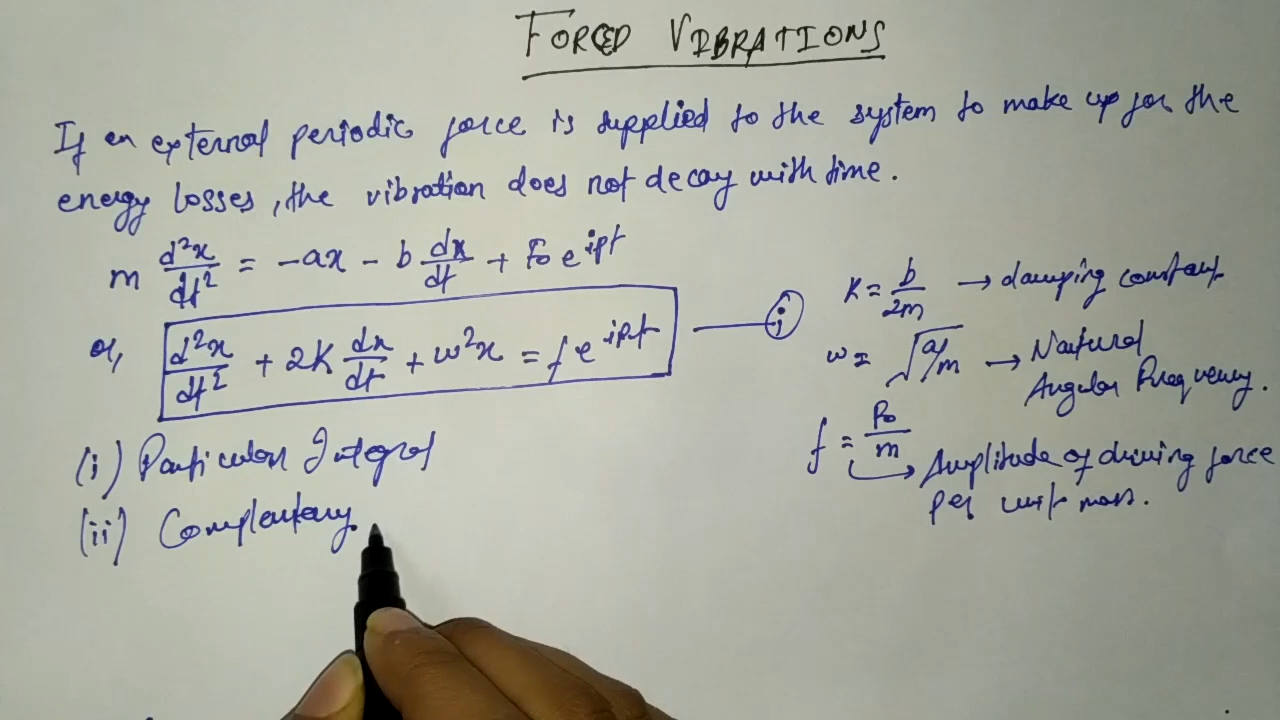 FORCED VIBRATIONS
If an external periodic force is supplied to the system to make up for the
energy losses, the vibration does not decay with time.
m d²x/dt² = -ax - b dx/dt + F₀ e^ipt
or, d²x/dt² + 2K dx/dt + ω²x = f e^ipt
(i)
K = b/2m → damping constant
ω = √a/m → Natural
Angular Frequency.
f = F₀/m
Amplitude of driving force
per unit mass.
(i) Particular Integral
(ii) Complentary